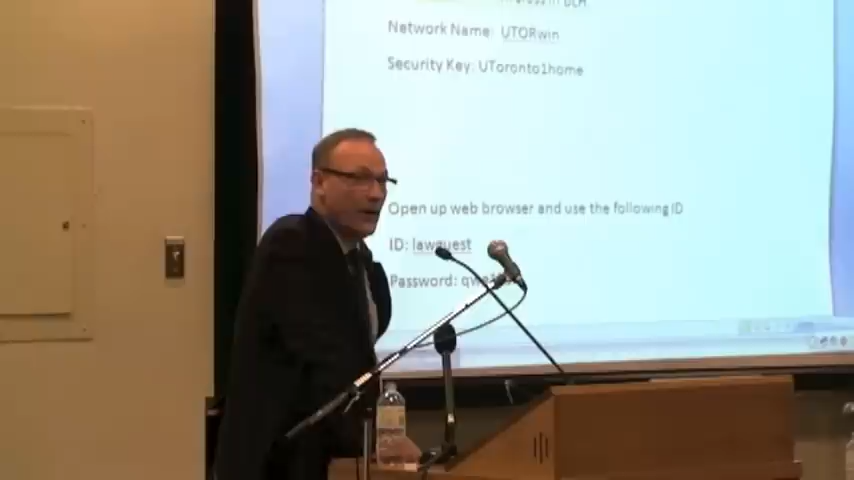 Network Name: UTORwin
Security Key: UToronto1home
Open up web browser and use the following ID
ID: lawguest
Password: